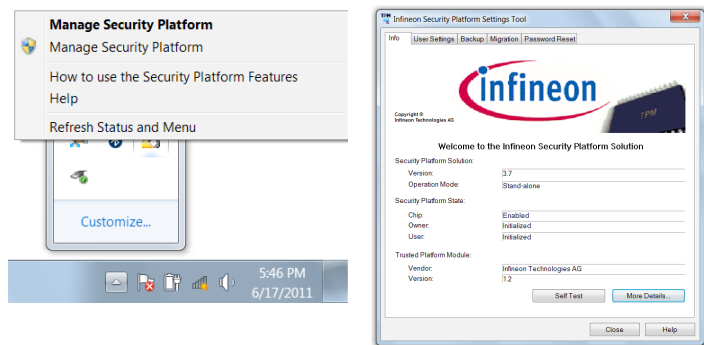 Manage Security Platform
Manage Security Platform
How to use the Security Platform Features
Help
Refresh Status and Menu
Customize...
5:46 PM
6/17/2011
Infineon Security Platform Settings Tool
Info User Settings Backup Migration Password Reset
infineon
TPM
Copyright ©
Infineon Technologies AG
Welcome to the Infineon Security Platform Solution
Security Platform Solution:
Version: 3.7
Operation Mode: Stand-alone
Security Platform State:
Chip: Enabled
Owner: Initialized
User: Initialized
Trusted Platform Module:
Vendor: Infineon Technologies AG
Version: 1.2
Self Test More Details...
Close Help